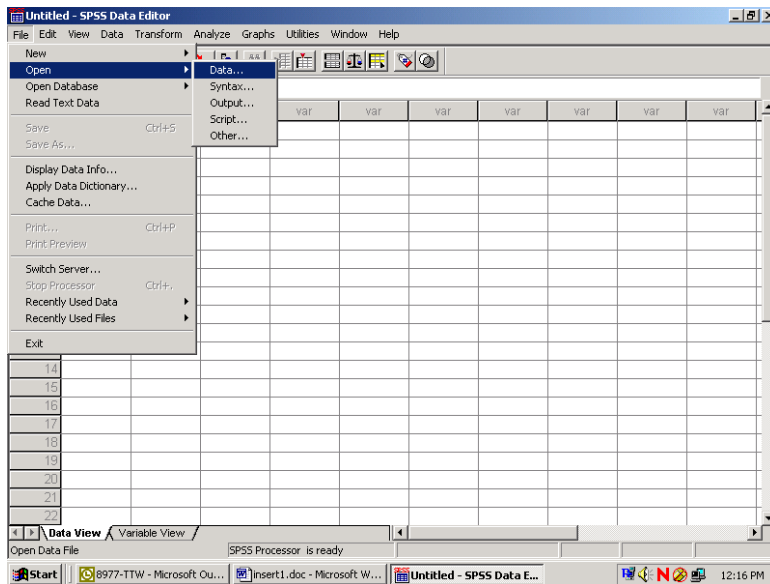 Untitled - SPSS Data Editor
File Edit View Data Transform Analyze Graphs Utilities Window Help
New
Open
Open Database
Read Text Data
Save Ctrl+S
Save As...
Display Data Info...
Apply Data Dictionary...
Cache Data...
Print... Ctrl+P
Print Preview
Switch Server...
Stop Processor Ctrl+.
Recently Used Data
Recently Used Files
Exit
Data...
Syntax...
Output...
Script...
Other...
var var var var var var var
14
15
16
17
18
19
20
21
22
Data View Variable View
Open Data File SPSS Processor is ready
Start 8977-TTW - Microsoft Ou... insert1.doc - Microsoft W... Untitled - SPSS Data E... N 12:16 PM